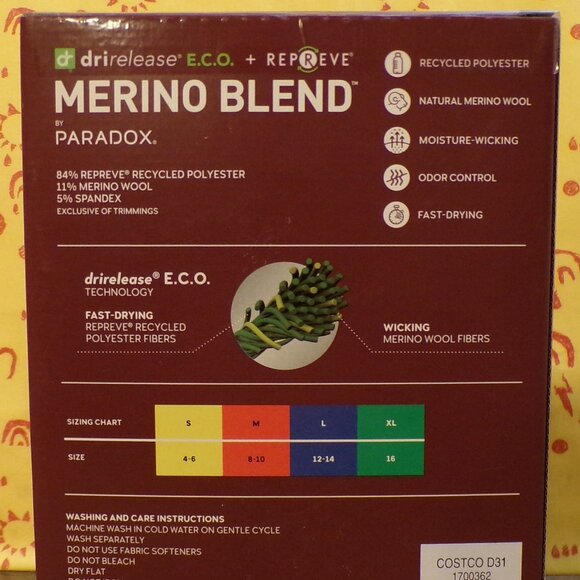 dr drirelease® E.C.O. + REPREVE®
MERINO BLEND™
BY
PARADOX®
84% REPREVE® RECYCLED POLYESTER
11% MERINO WOOL
5% SPANDEX
EXCLUSIVE OF TRIMMINGS
RECYCLED POLYESTER
NATURAL MERINO WOOL
MOISTURE-WICKING
ODOR CONTROL
FAST-DRYING
drirelease® E.C.O.
TECHNOLOGY
FAST-DRYING
REPREVE® RECYCLED
POLYESTER FIBERS
WICKING
MERINO WOOL FIBERS
SIZING CHART S M L XL
SIZE 4-6 8-10 12-14 16
WASHING AND CARE INSTRUCTIONS
MACHINE WASH IN COLD WATER ON GENTLE CYCLE
WASH SEPARATELY
DO NOT USE FABRIC SOFTENERS
DO NOT BLEACH
DRY FLAT
COSTCO D31
1700362